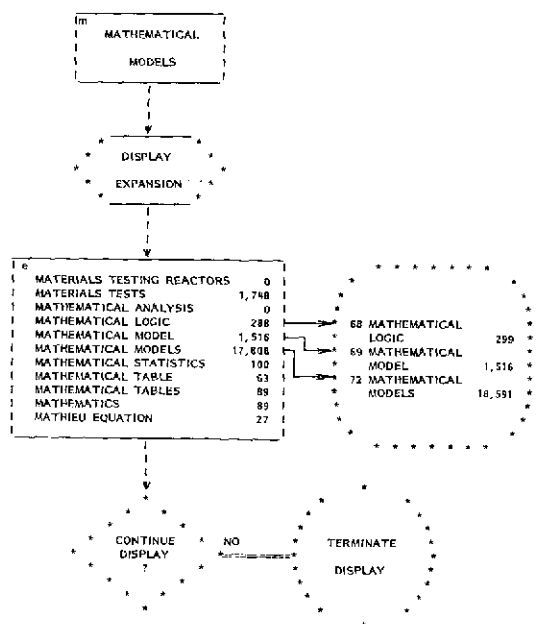 m
MATHEMATICAL
MODELS
DISPLAY
EXPANSION
e
MATERIALS TESTING REACTORS 0
MATERIALS TESTS 1,748
MATHEMATICAL ANALYSIS 0
MATHEMATICAL LOGIC 288
MATHEMATICAL MODEL 1,516
MATHEMATICAL MODELS 17,806
MATHEMATICAL STATISTICS 100
MATHEMATICAL TABLE 63
MATHEMATICAL TABLES 89
MATHEMATICS 89
MATHIEU EQUATION 27
68 MATHEMATICAL
LOGIC 299
69 MATHEMATICAL
MODEL 1,516
72 MATHEMATICAL
MODELS 18,591
CONTINUE
DISPLAY
?
NO
TERMINATE
DISPLAY